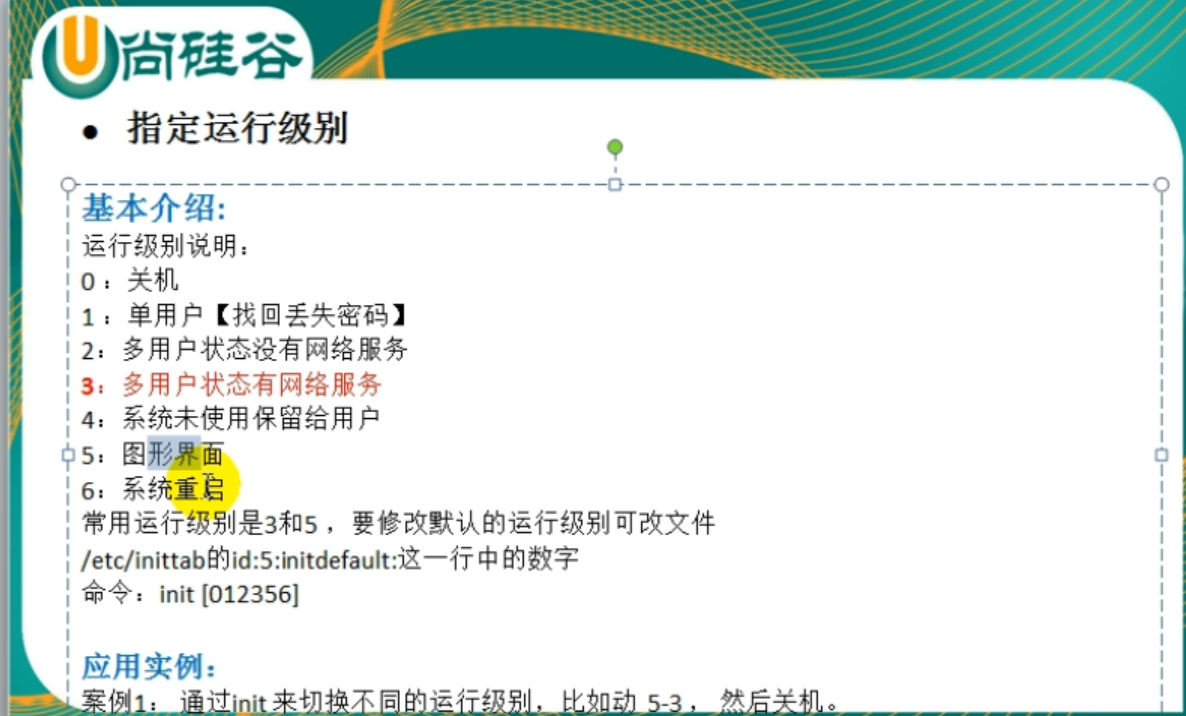 尚硅谷
● 指定运行级别
基本介绍:
运行级别说明：
0 ：关机
1 ：单用户【找回丢失密码】
2：多用户状态没有网络服务
3：多用户状态有网络服务
4：系统未使用保留给用户
5：图形界面
6：系统重启
常用运行级别是3和5 ，要修改默认的运行级别可改文件
/etc/inittab的id:5:initdefault:这一行中的数字
命令：init [012356]
应用实例：
案例1： 通过init 来切换不同的运行级别，比如动 5-3 ， 然后关机。